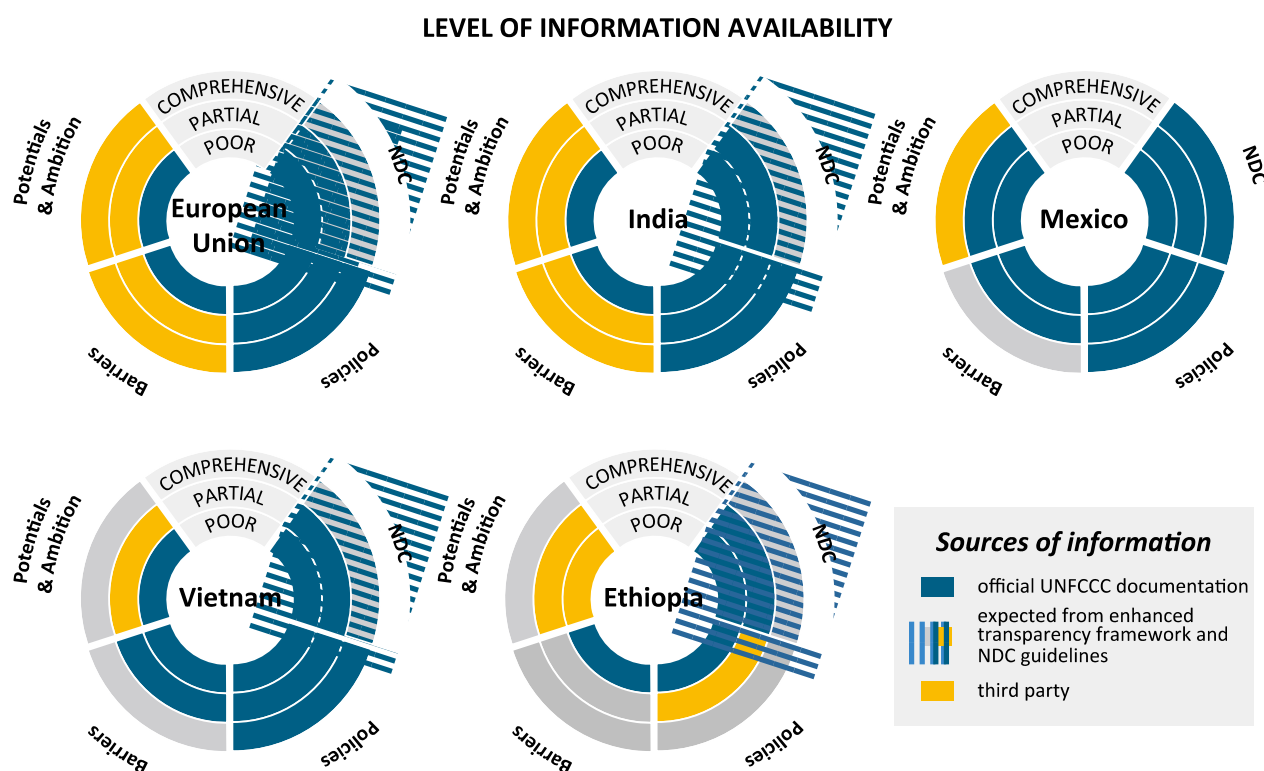 LEVEL OF INFORMATION AVAILABILITY
COMPREHENSIVE
PARTIAL
POOR
Potentials
& Ambition
NDC
European
Union
Barriers
Policies
COMPREHENSIVE
PARTIAL
POOR
Potentials
& Ambition
NDC
India
Barriers
Policies
COMPREHENSIVE
PARTIAL
POOR
Potentials
& Ambition
NDC
Mexico
Barriers
Policies
COMPREHENSIVE
PARTIAL
POOR
Potentials
& Ambition
NDC
Vietnam
Barriers
Policies
COMPREHENSIVE
PARTIAL
POOR
Potentials
& Ambition
NDC
Ethiopia
Barriers
Policies
Sources of information
official UNFCCC documentation
expected from enhanced
transparency framework and
NDC guidelines
third party